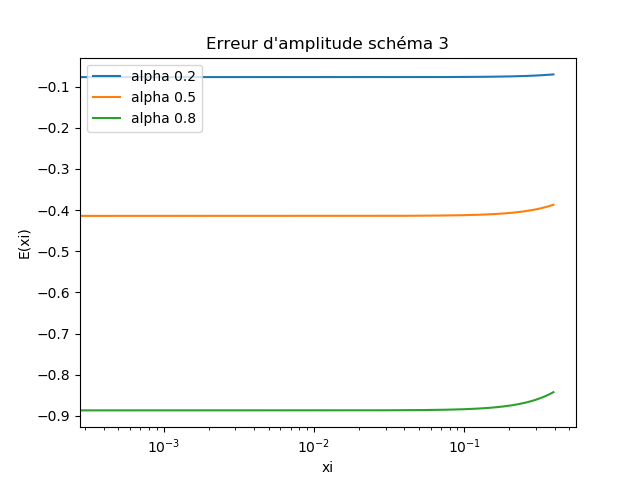 Erreur d'amplitude schéma 3
alpha 0.2
alpha 0.5
alpha 0.8
E(xi)
−0.1
−0.2
−0.3
−0.4
−0.5
−0.6
−0.7
−0.8
−0.9
10⁻³
10⁻²
10⁻¹
xi